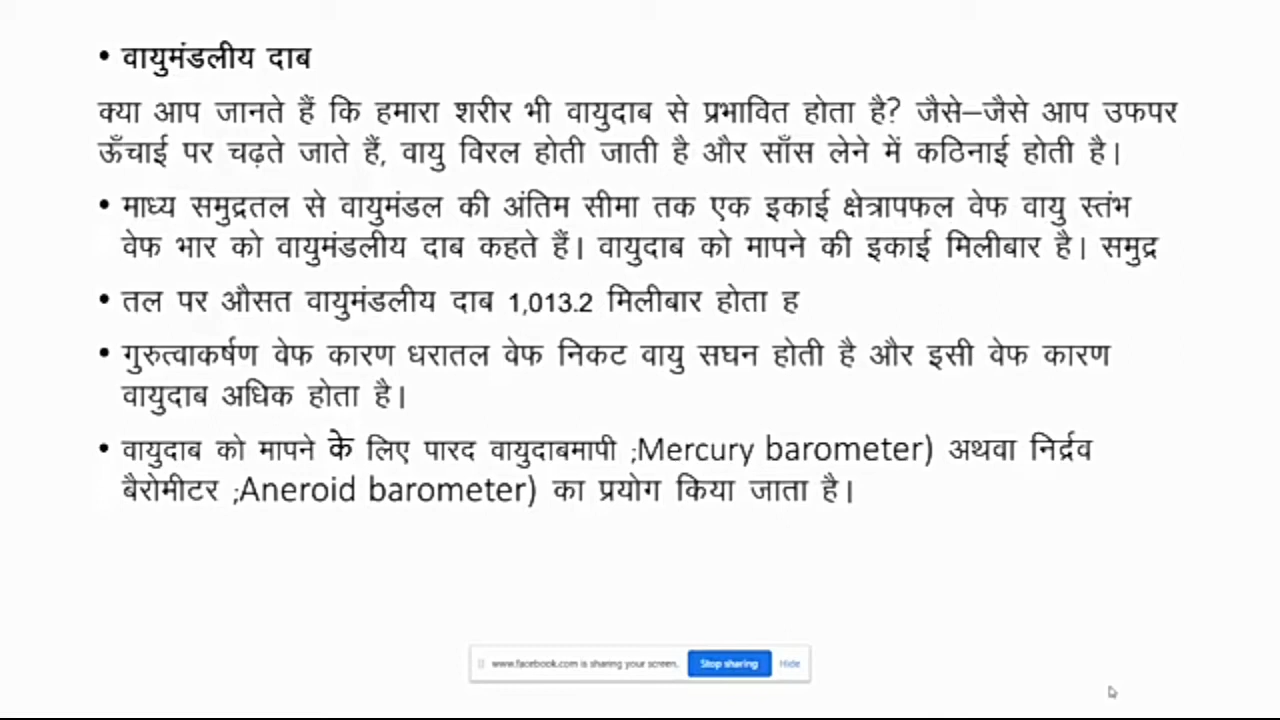 • वायुमंडलीय दाब
क्या आप जानते हैं कि हमारा शरीर भी वायुदाब से प्रभावित होता है? जैसे–जैसे आप उफपर
ऊँचाई पर चढ़ते जाते हैं, वायु विरल होती जाती है और साँस लेने में कठिनाई होती है।
• माध्य समुद्रतल से वायुमंडल की अंतिम सीमा तक एक इकाई क्षेत्रापफल वेफ वायु स्तंभ
वेफ भार को वायुमंडलीय दाब कहते हैं। वायुदाब को मापने की इकाई मिलीबार है। समुद्र
• तल पर औसत वायुमंडलीय दाब 1,013.2 मिलीबार होता ह
• गुरुत्वाकर्षण वेफ कारण धरातल वेफ निकट वायु सघन होती है और इसी वेफ कारण
वायुदाब अधिक होता है।
• वायुदाब को मापने के लिए पारद वायुदाबमापी ;Mercury barometer) अथवा निर्द्रव
बैरोमीटर ;Aneroid barometer) का प्रयोग किया जाता है।
www.facebook.com is sharing your screen. Stop sharing Hide